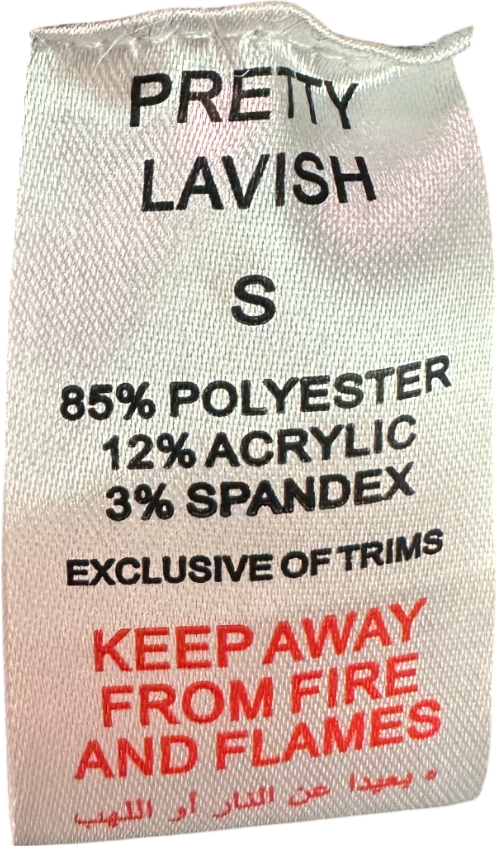 PRETTY
LAVISH
S
85% POLYESTER
12% ACRYLIC
3% SPANDEX
EXCLUSIVE OF TRIMS
KEEP AWAY
FROM FIRE
AND FLAMES
بعيدا عن النار أو اللهب